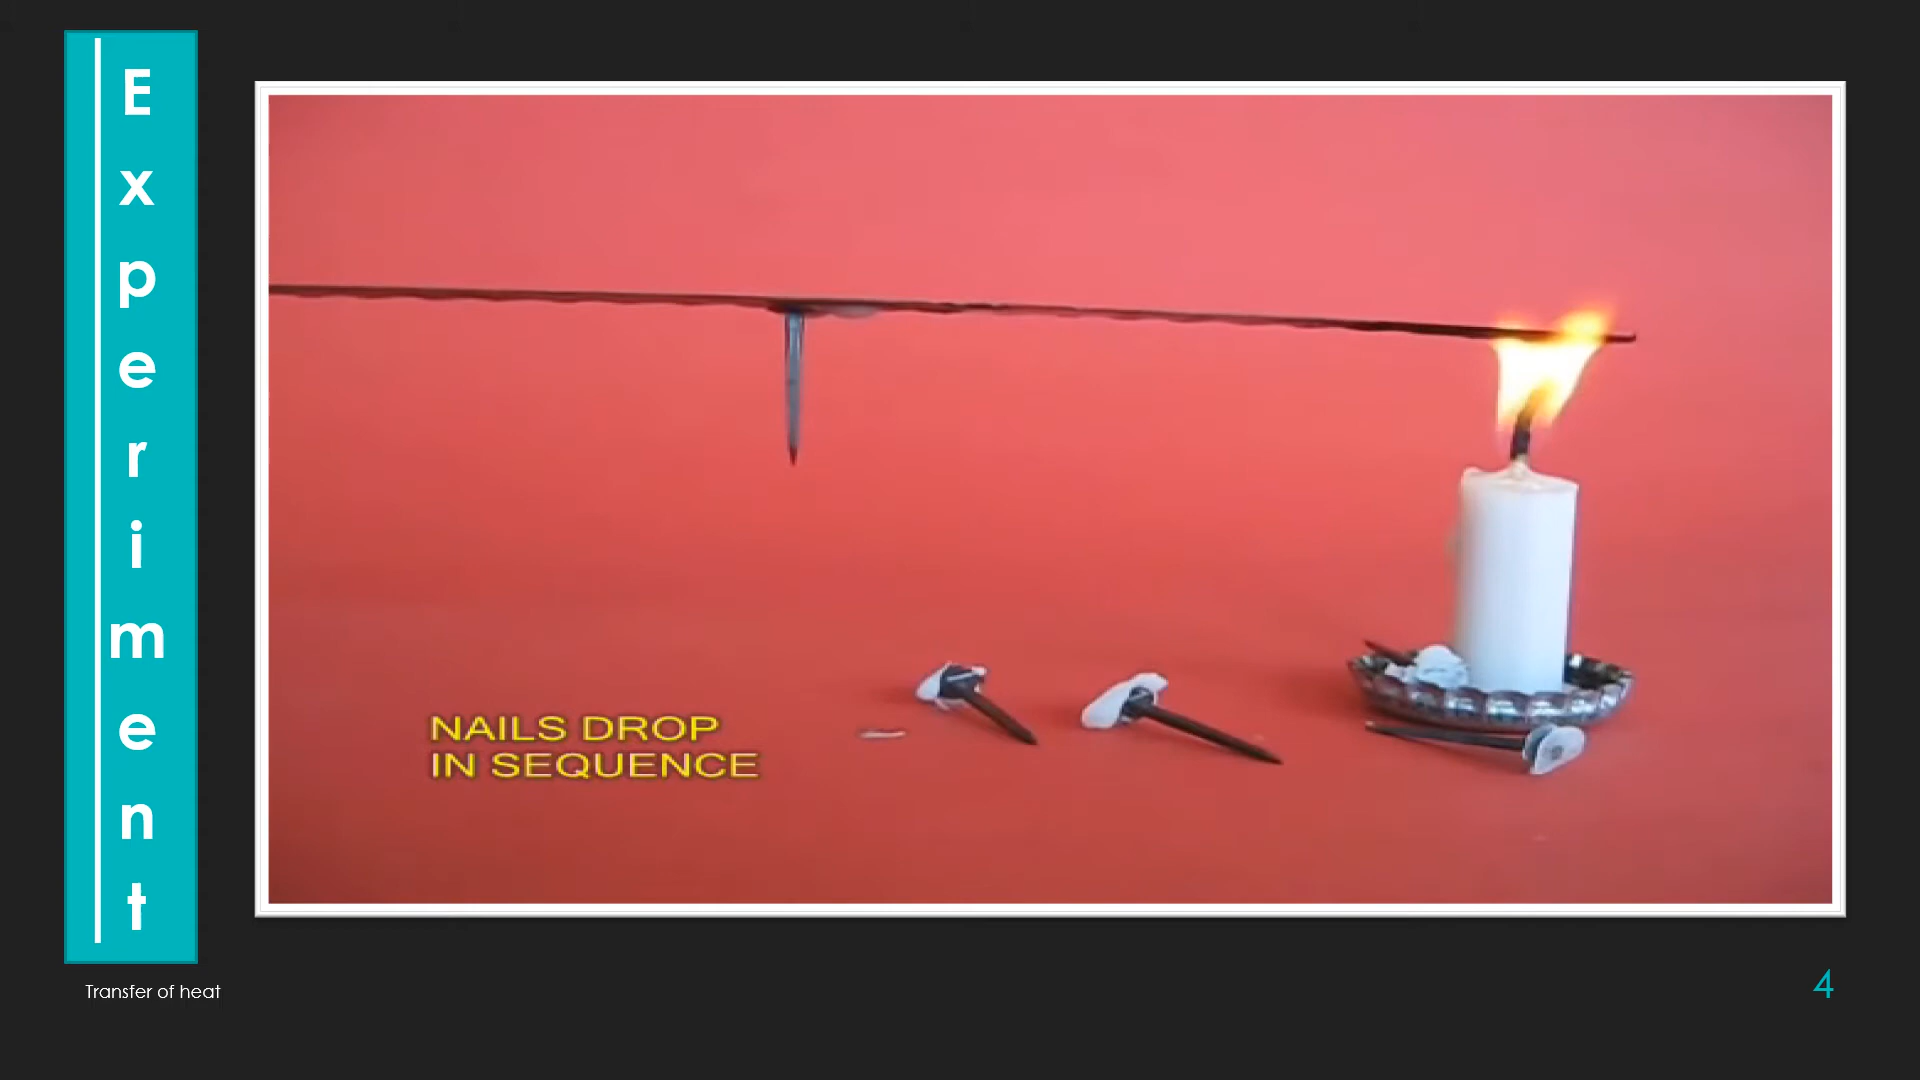 Experiment
NAILS DROP
IN SEQUENCE
Transfer of heat
4